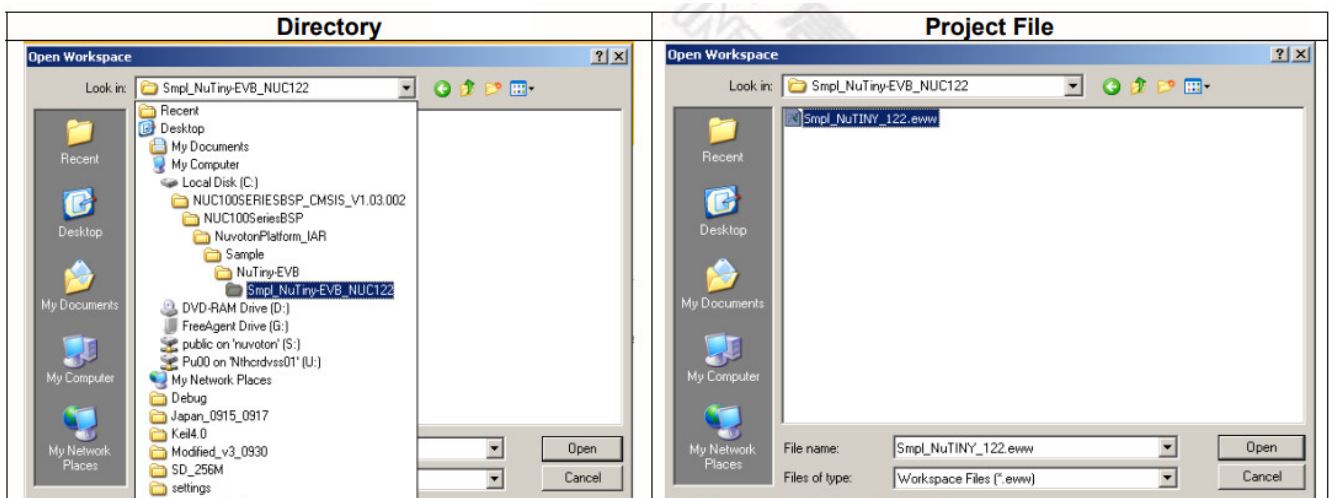 Directory
Project File
Open Workspace
Look in: Smpl_NuTiny-EVB_NUC122
Recent
Desktop
My Documents
My Computer
Local Disk (C:)
NUC100SERIESBSP_CMSIS_V1.03.002
NUC100SeriesBSP
NuvotonPlatform_IAR
Sample
NuTiny-EVB
Smpl_NuTiny-EVB_NUC122
DVD-RAM Drive (D:)
FreeAgent Drive (G:)
public on 'nuvoton' (S:)
Pu00 on 'Nthcrdvss01' (U:)
My Network Places
Debug
Japan_0915_0917
Keil4.0
Modified_v3_0930
SD_256M
settings
Recent
Desktop
My Documents
My Computer
My Network
Places
Open
Cancel
Open Workspace
Look in: Smpl_NuTiny-EVB_NUC122
Smpl_NuTINY_122.eww
Recent
Desktop
My Documents
My Computer
My Network
Places
File name: Smpl_NuTINY_122.eww
Open
Files of type: Workspace Files (*.eww)
Cancel